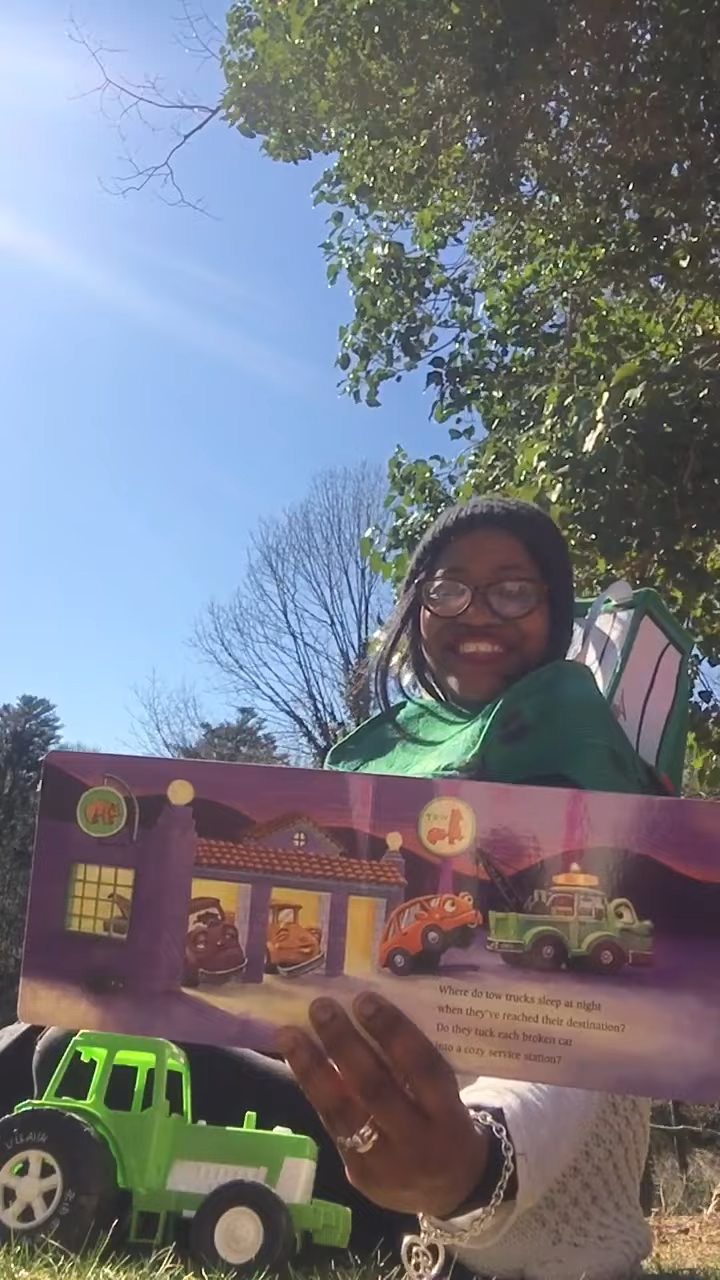 TOW
Where do tow trucks sleep at night
when they've reached their destination?
Do they tuck each broken car
into a cozy service station?